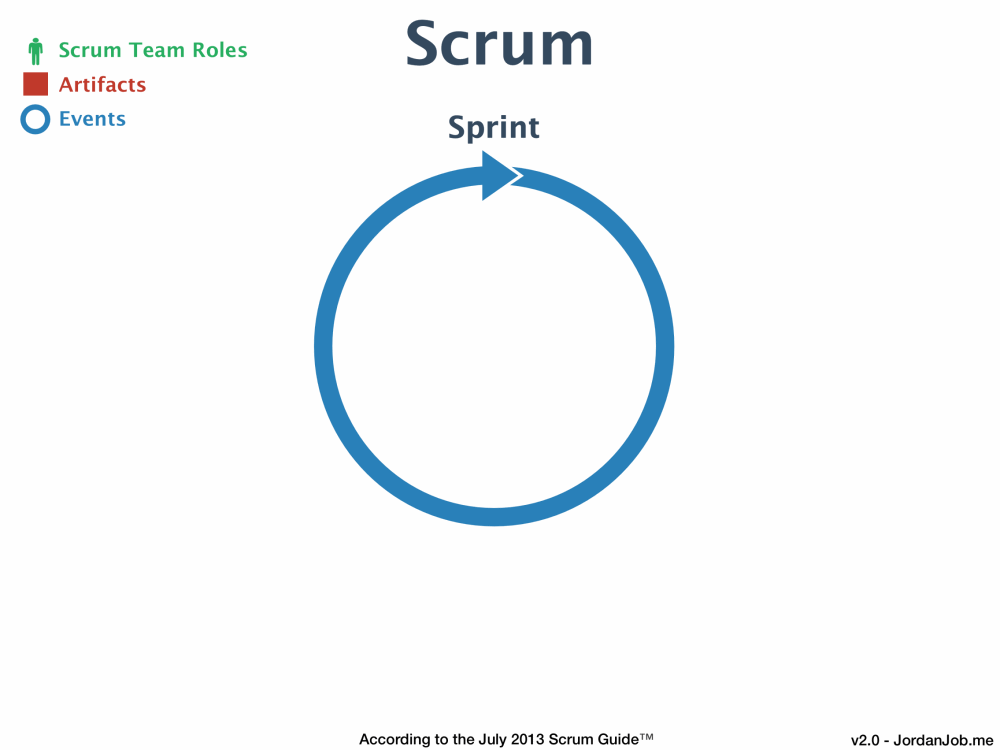 Scrum
Scrum Team Roles
Artifacts
Events
Sprint
According to the July 2013 Scrum Guide™
v2.0 - JordanJob.me